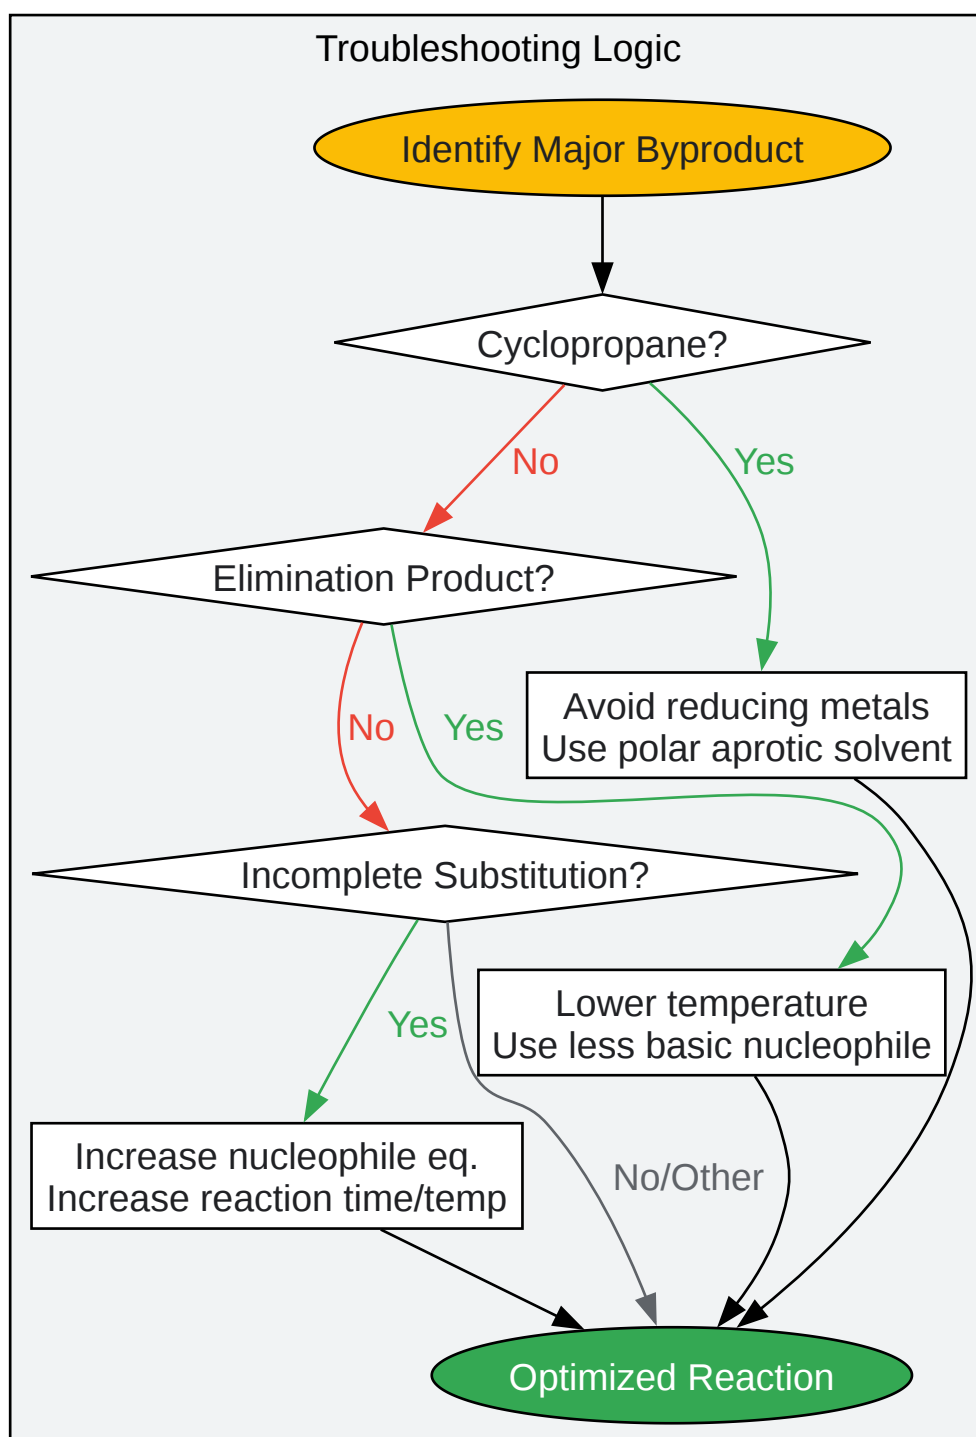 Troubleshooting Logic
Identify Major Byproduct
Cyclopropane?
No
Yes
Elimination Product?
Avoid reducing metals
Use polar aprotic solvent
No
Yes
Incomplete Substitution?
Lower temperature
Use less basic nucleophile
Yes
Increase nucleophile eq.
Increase reaction time/temp
No/Other
Optimized Reaction